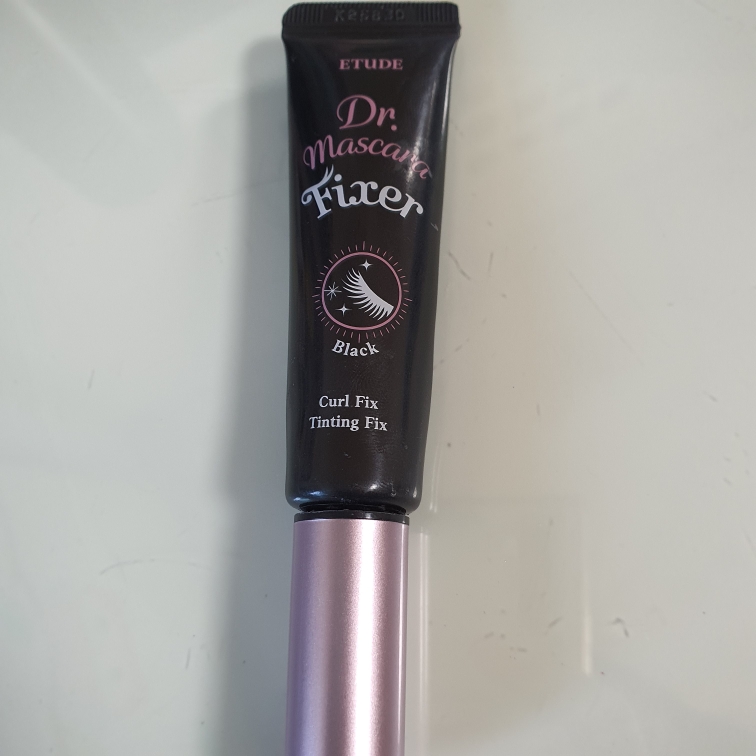 ETUDE
Dr.
Mascara
Fixer
Black
Curl Fix
Tinting Fix